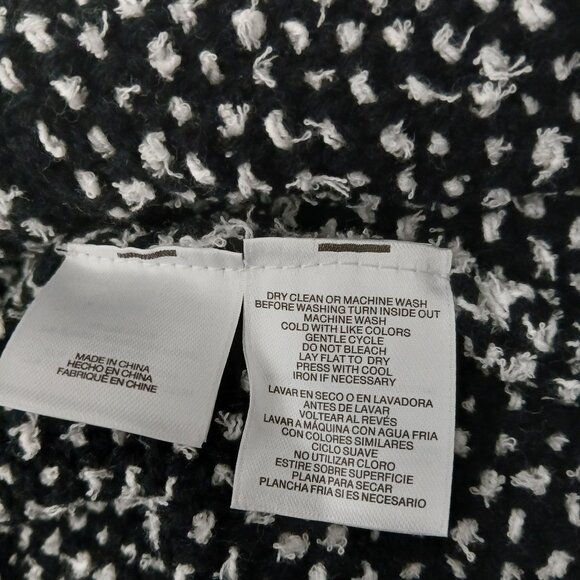 MADE IN CHINA
HECHO EN CHINA
FABRIQUÉ EN CHINE
DRY CLEAN OR MACHINE WASH
BEFORE WASHING TURN INSIDE OUT
MACHINE WASH
COLD WITH LIKE COLORS
GENTLE CYCLE
DO NOT BLEACH
LAY FLAT TO DRY
PRESS WITH COOL
IRON IF NECESSARY
LAVAR EN SECO O EN LAVADORA
ANTES DE LAVAR
VOLTEAR AL REVÉS
LAVAR A MÁQUINA CON AGUA FRIA
CON COLORES SIMILARES
CICLO SUAVE
NO UTILIZAR CLORO
ESTIRE SOBRE SUPERFICIE
PLANA PARA SECAR
PLANCHA FRIA SI ES NECESARIO